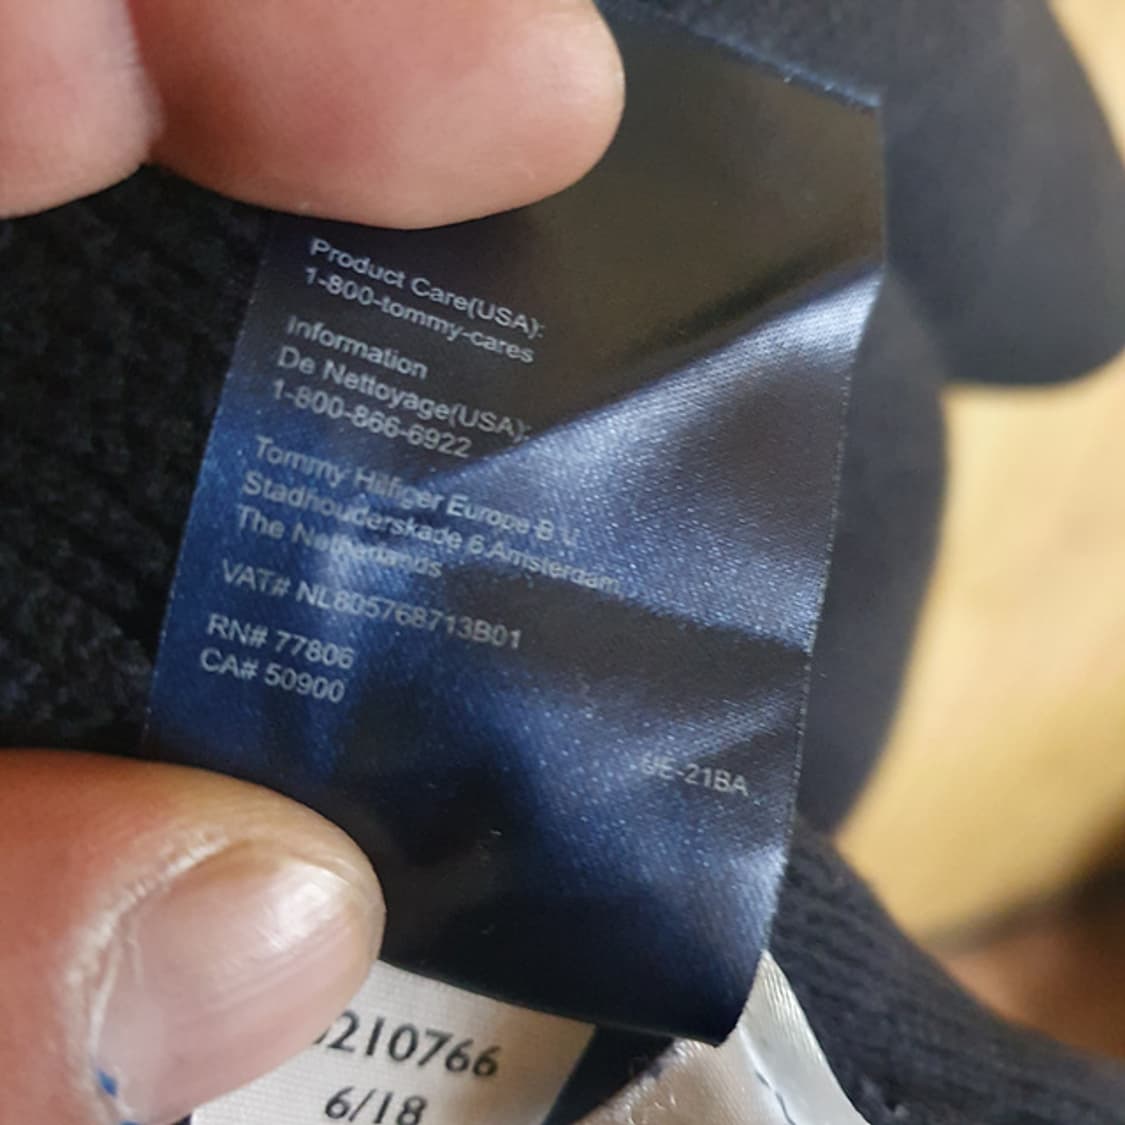 Product Care(USA):
1-800-tommy-cares
Information
De Nettoyage(USA):
1-800-866-6922
Tommy Hilfiger Europe B.V.
Stadhouderskade 6 Amsterdam
The Netherlands
VAT# NL805768713B01
RN# 77806
CA# 50900
UE-21BA
210766
6/18